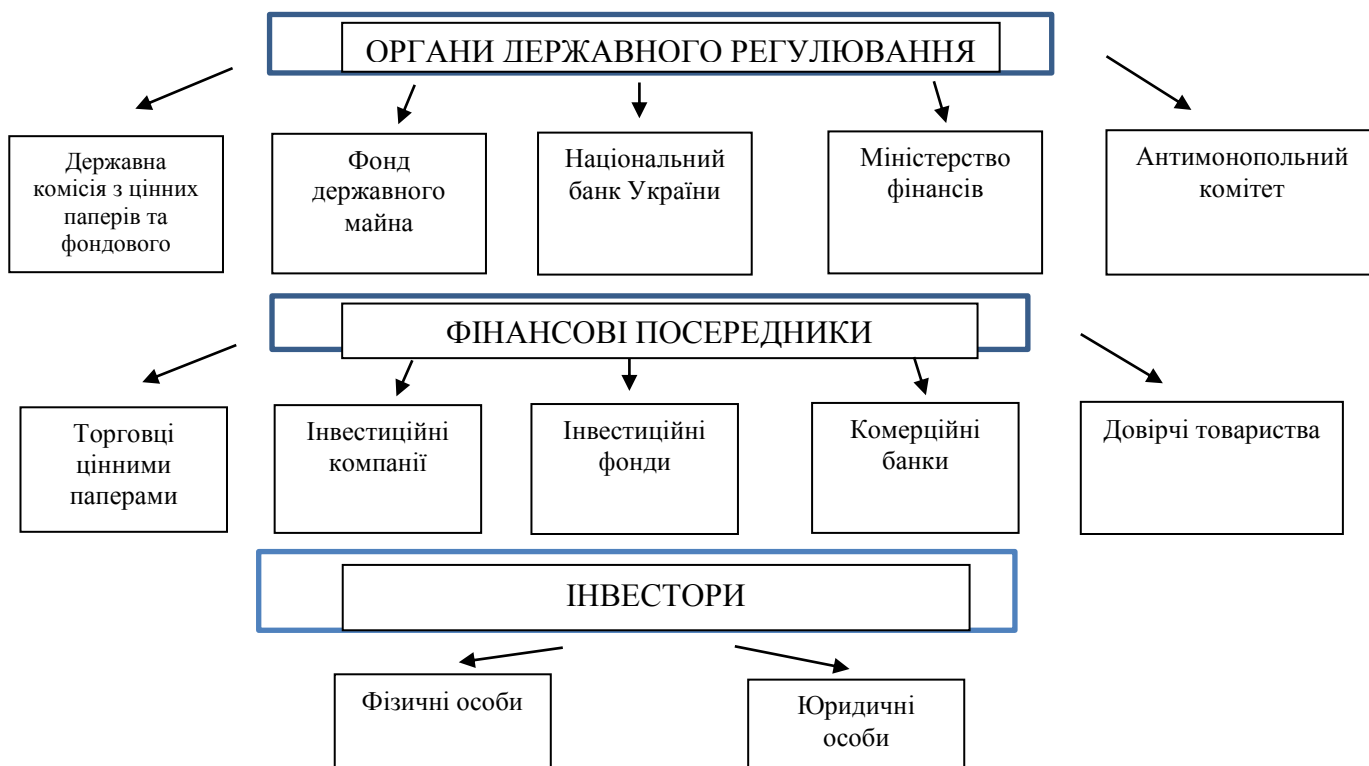 ОРГАНИ ДЕРЖАВНОГО РЕГУЛЮВАННЯ
Державна
комісія з цінних
паперів та
фондового
Фонд
державного
майна
Національний
банк України
Міністерство
фінансів
Антимонопольний
комітет
ФІНАНСОВІ ПОСЕРЕДНИКИ
Торговці
цінними
паперами
Інвестиційні
компанії
Інвестиційні
фонди
Комерційні
банки
Довірчі товариства
ІНВЕСТОРИ
Фізичні особи
Юридичні
особи